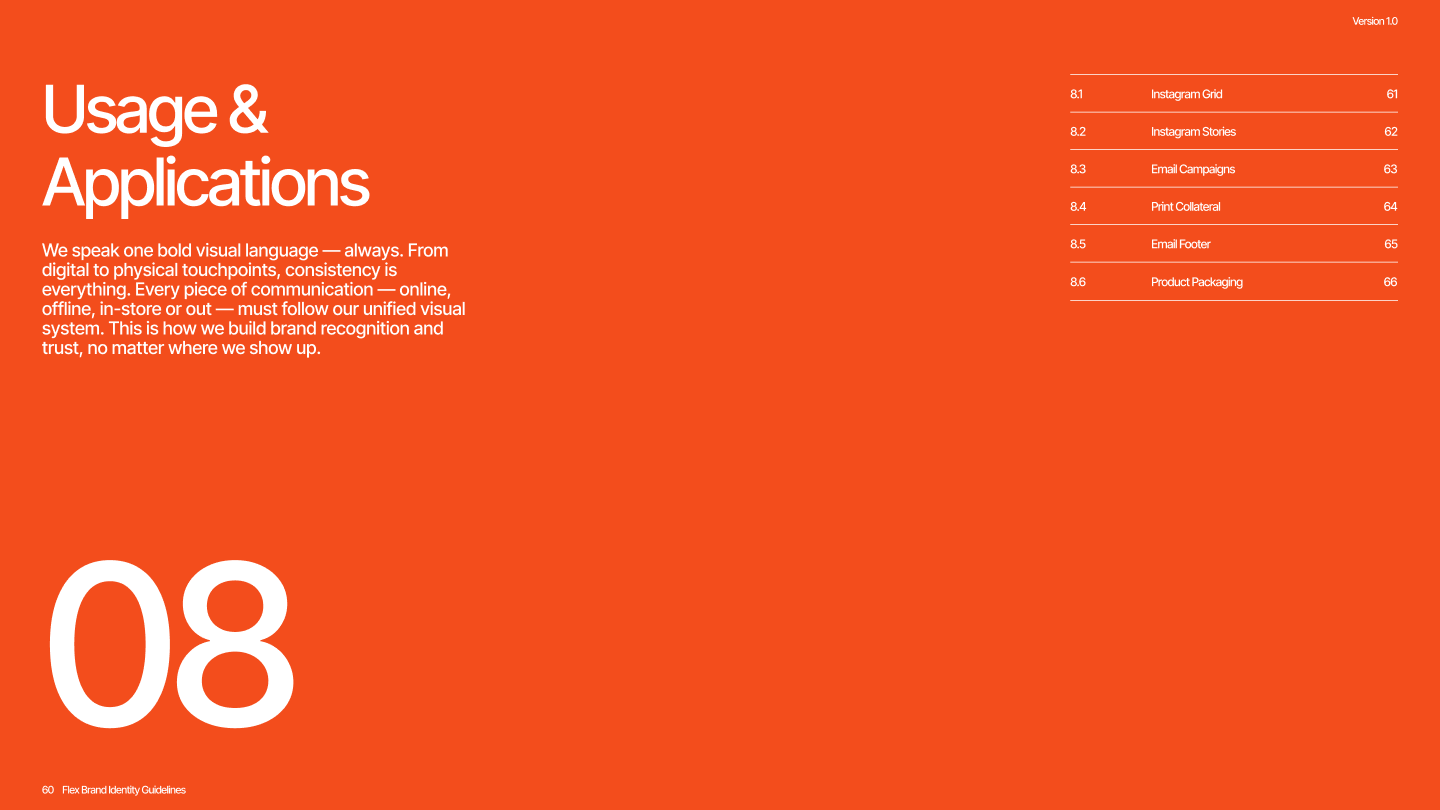 Version 1.0
Usage &
Applications
We speak one bold visual language — always. From
digital to physical touchpoints, consistency is
everything. Every piece of communication — online,
offline, in-store or out — must follow our unified visual
system. This is how we build brand recognition and
trust, no matter where we show up.
8.1 Instagram Grid 61
8.2 Instagram Stories 62
8.3 Email Campaigns 63
8.4 Print Collateral 64
8.5 Email Footer 65
8.6 Product Packaging 66
08
60 Flex Brand Identity Guidelines